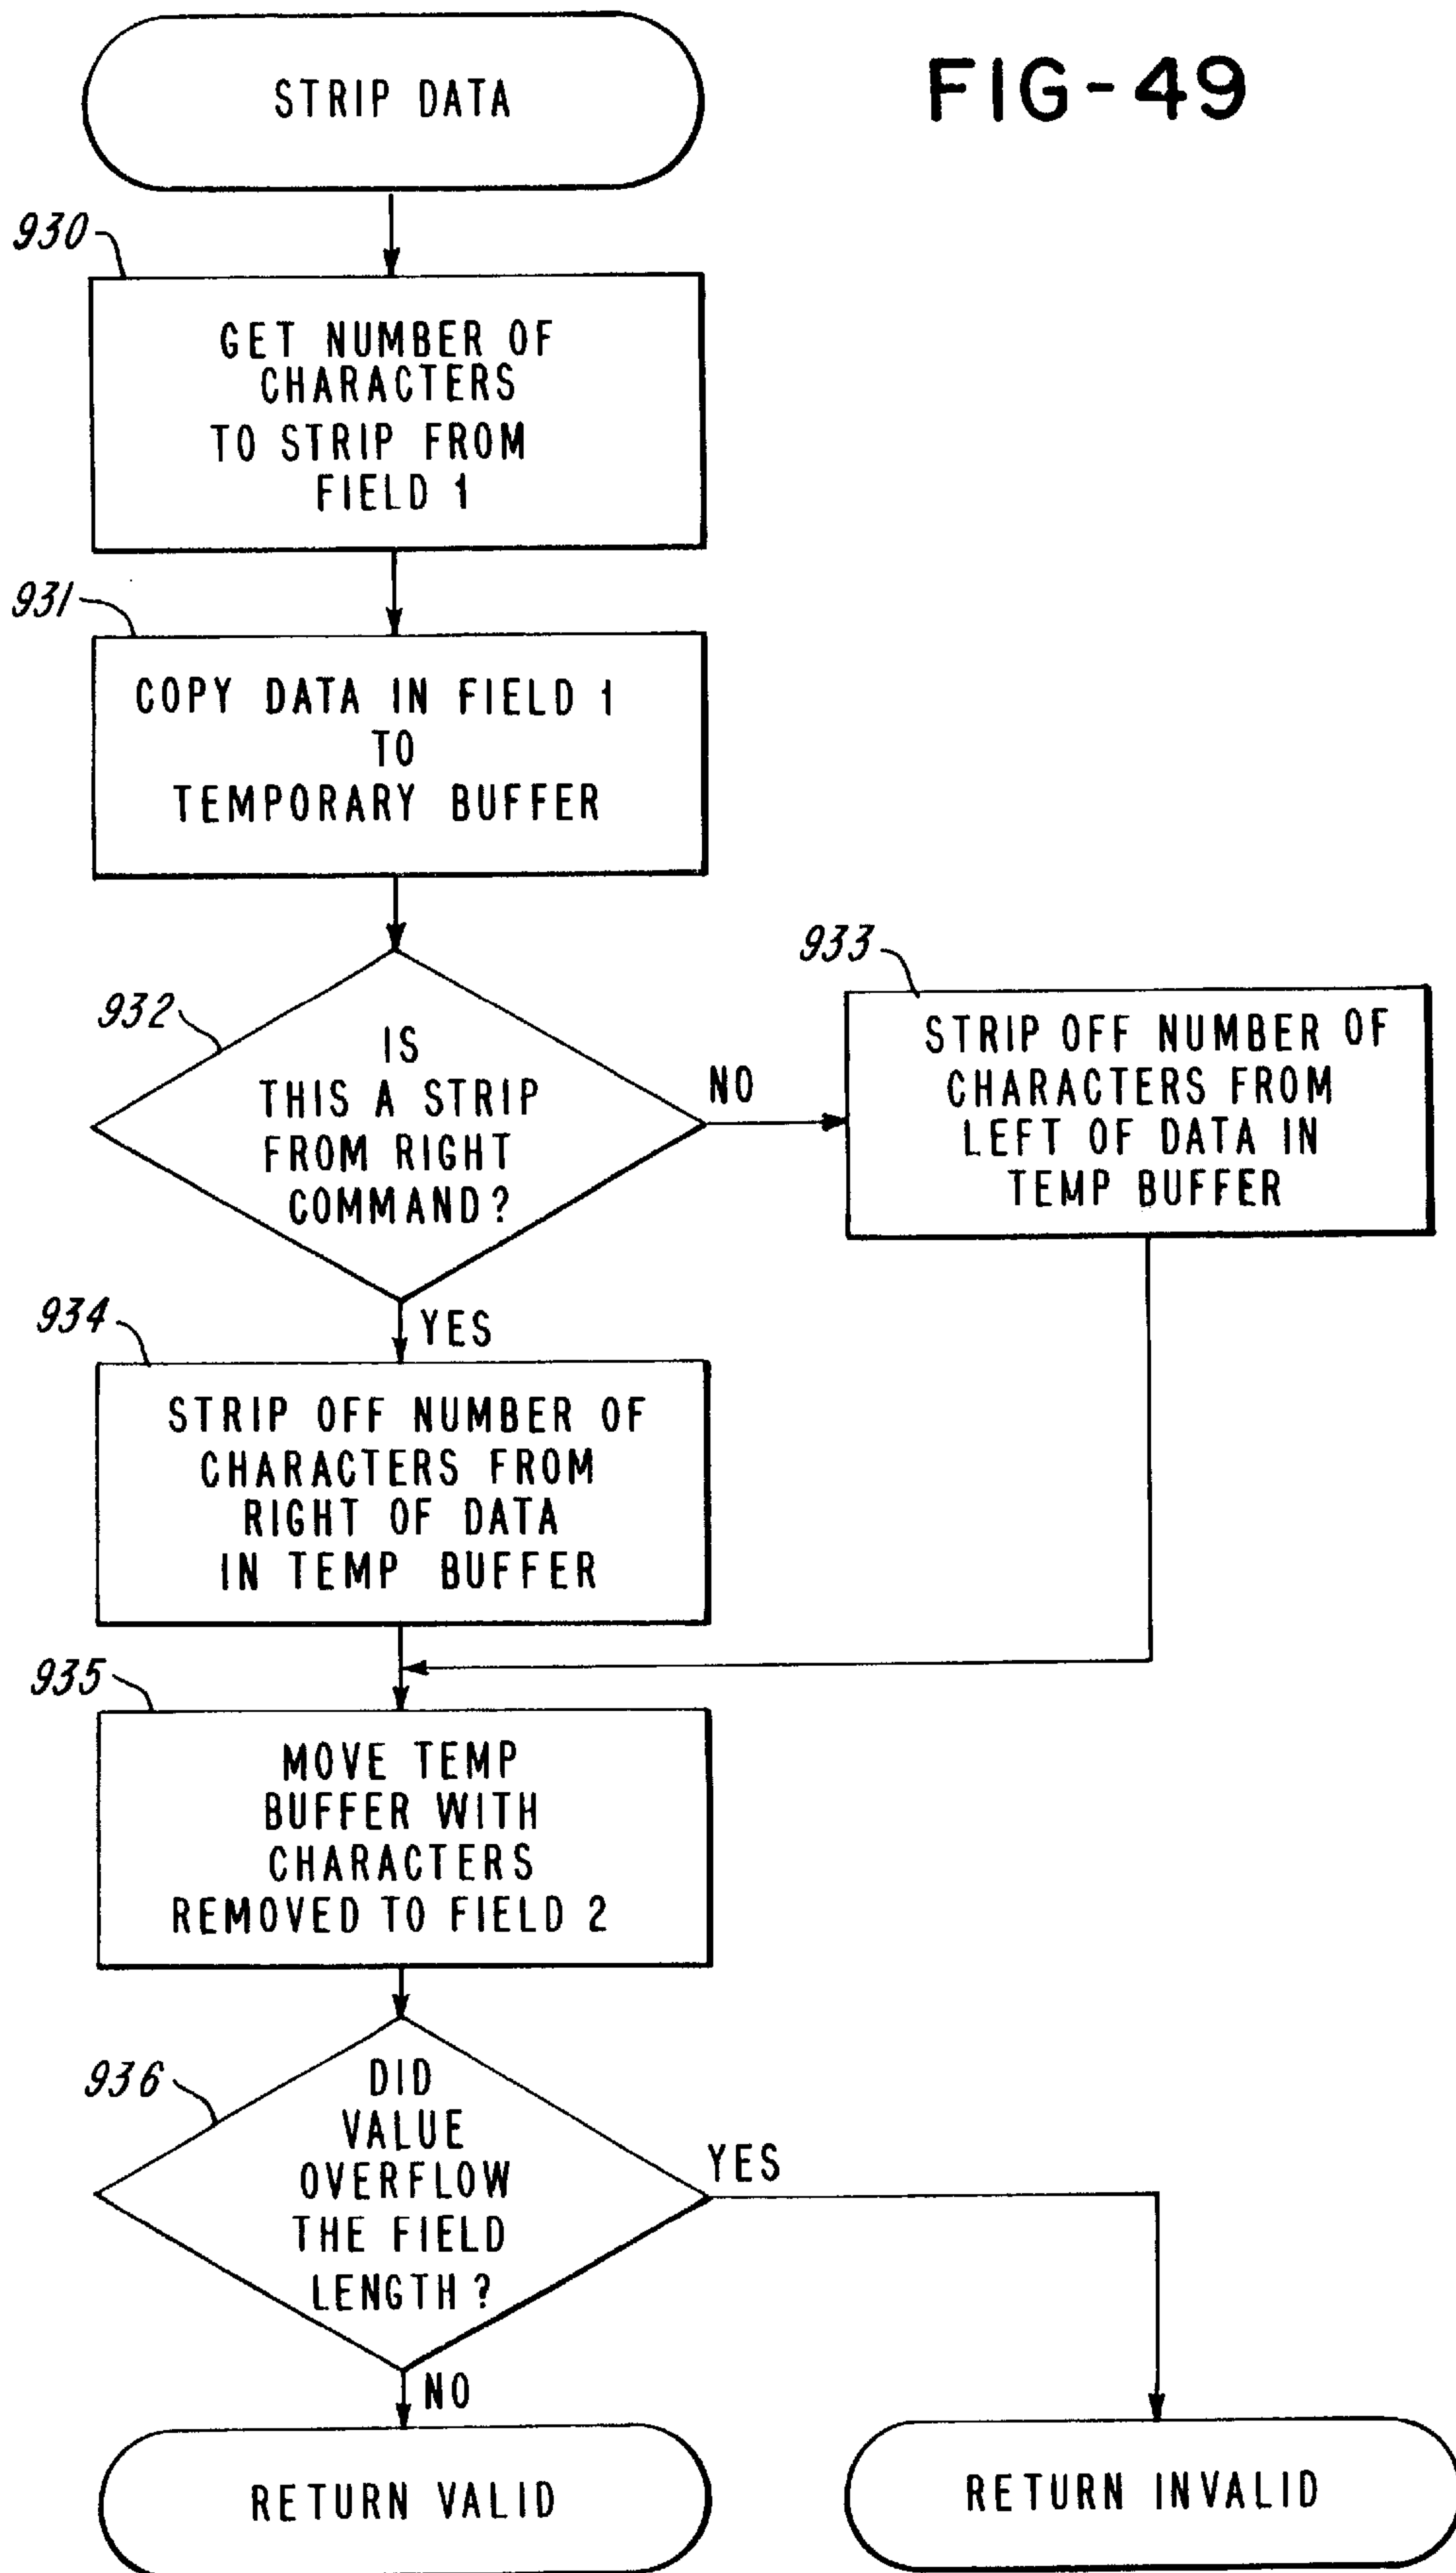 FIG-49
STRIP DATA
930
GET NUMBER OF
CHARACTERS
TO STRIP FROM
FIELD 1
931
COPY DATA IN FIELD 1
TO
TEMPORARY BUFFER
932
IS
THIS A STRIP
FROM RIGHT
COMMAND?
NO
933
STRIP OFF NUMBER OF
CHARACTERS FROM
LEFT OF DATA IN
TEMP BUFFER
YES
934
STRIP OFF NUMBER OF
CHARACTERS FROM
RIGHT OF DATA
IN TEMP BUFFER
935
MOVE TEMP
BUFFER WITH
CHARACTERS
REMOVED TO FIELD 2
936
DID
VALUE
OVERFLOW
THE FIELD
LENGTH?
YES
NO
RETURN VALID
RETURN INVALID